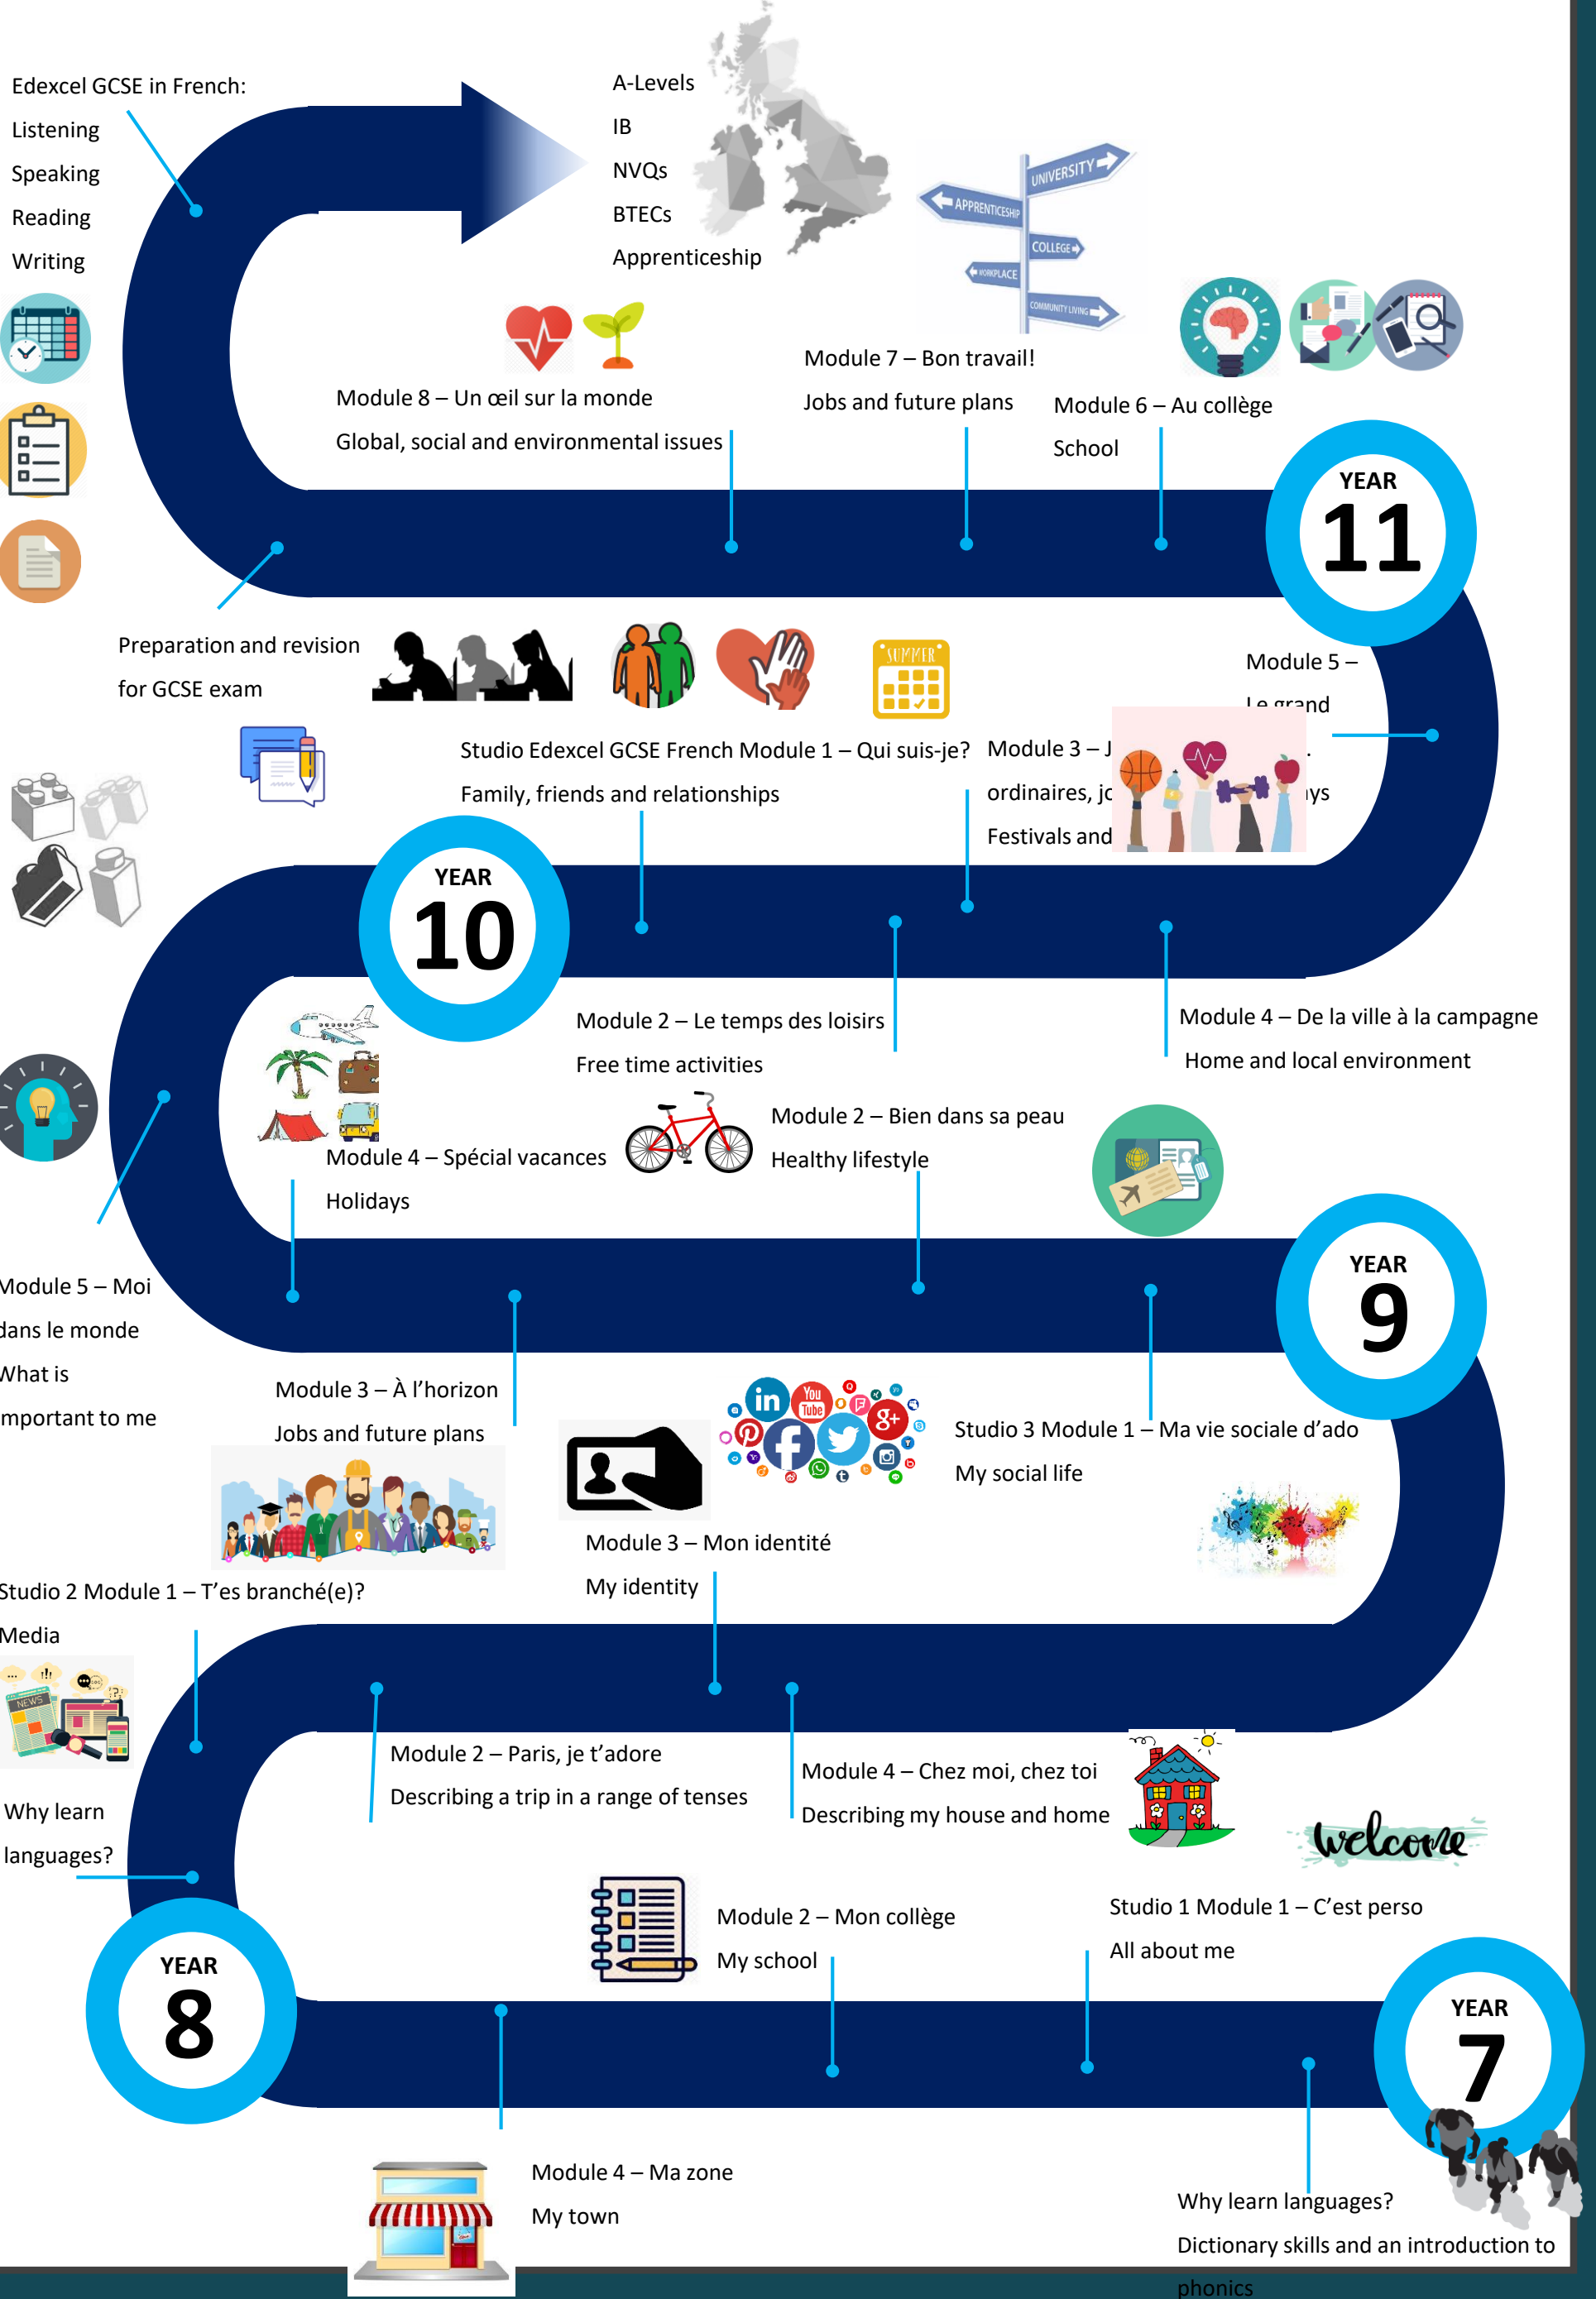 Edexcel GCSE in French:
Listening
Speaking
Reading
Writing
A-Levels
IB
NVQs
BTECs
Apprenticeship
UNIVERSITY
APPRENTICESHIP
COLLEGE
WORKPLACE
COMMUNITY LIVING
Module 8 – Un œil sur la monde
Global, social and environmental issues
Module 7 – Bon travail!
Jobs and future plans
Module 6 – Au collège
School
YEAR
11
Preparation and revision
for GCSE exam
SUMMER
Module 5 –
Le grand
Studio Edexcel GCSE French Module 1 – Qui suis-je?
Family, friends and relationships
Module 3 – J
ordinaires, jo
ys
Festivals and
YEAR
10
Module 2 – Le temps des loisirs
Free time activities
Module 4 – De la ville à la campagne
Home and local environment
Module 2 – Bien dans sa peau
Healthy lifestyle
Module 4 – Spécial vacances
Holidays
YEAR
9
Module 5 – Moi
dans le monde
What is
important to me
Module 3 – À l'horizon
Jobs and future plans
in
You
Tube
g+
Studio 3 Module 1 – Ma vie sociale d'ado
My social life
Module 3 – Mon identité
My identity
Studio 2 Module 1 – T'es branché(e)?
Media
NEWS
Module 2 – Paris, je t'adore
Describing a trip in a range of tenses
Module 4 – Chez moi, chez toi
Describing my house and home
welcome
Why learn
languages?
Module 2 – Mon collège
My school
Studio 1 Module 1 – C'est perso
All about me
YEAR
8
YEAR
7
Module 4 – Ma zone
My town
Why learn languages?
Dictionary skills and an introduction to
phonics